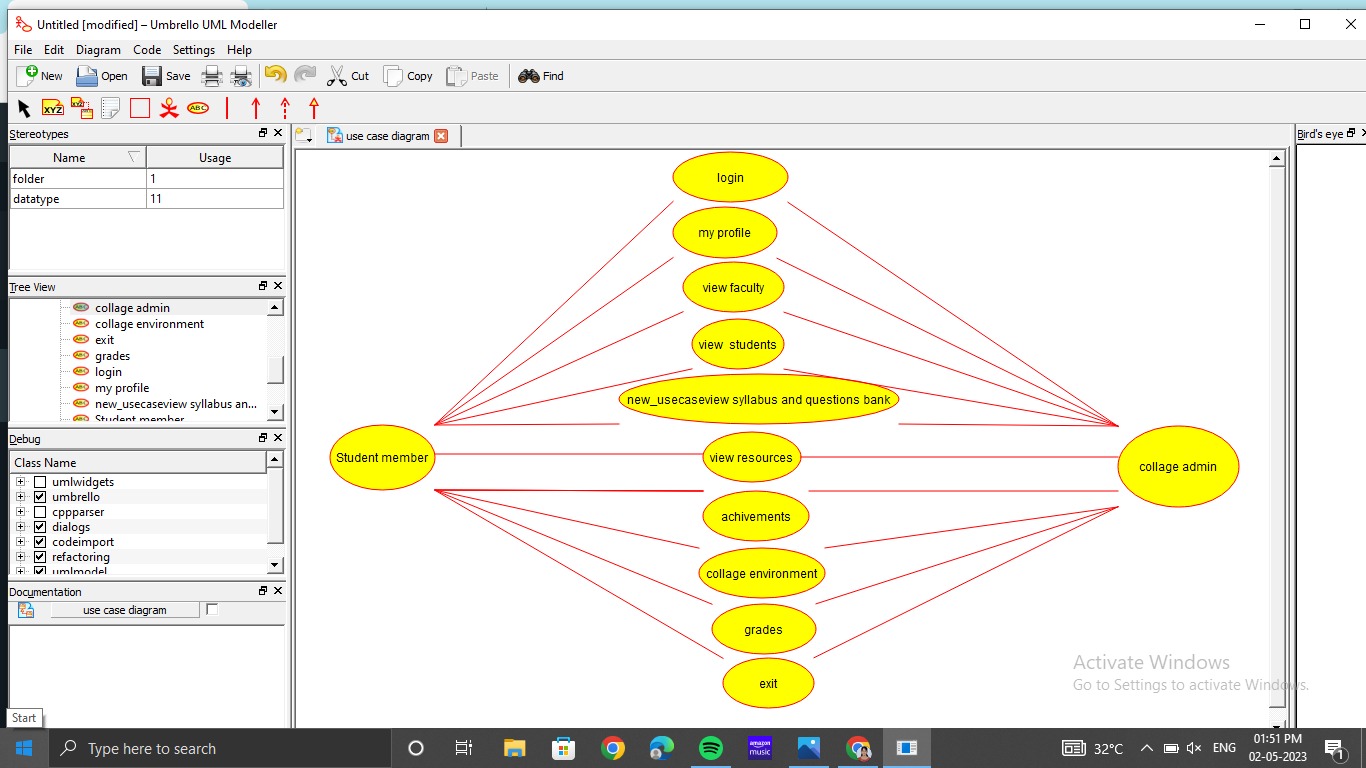 Untitled [modified] – Umbrello UML Modeller
File Edit Diagram Code Settings Help
New Open Save Cut Copy Paste Find
XYZ XYZ ABC
Stereotypes
Name Usage
folder 1
datatype 11
Tree View
collage admin
collage environment
exit
grades
login
my profile
new_usecaseview syllabus an...
Student member
Debug
Class Name
umlwidgets
umbrello
cppparser
dialogs
codeimport
refactoring
umlmodel
Documentation
use case diagram
use case diagram
Bird's eye
login
my profile
view faculty
view students
new_usecaseview syllabus and questions bank
Student member
view resources
collage admin
achivements
collage environment
grades
exit
Activate Windows
Go to Settings to activate Windows.
Start
Type here to search
amazon music
32°C
ENG
01:51 PM
02-05-2023
1